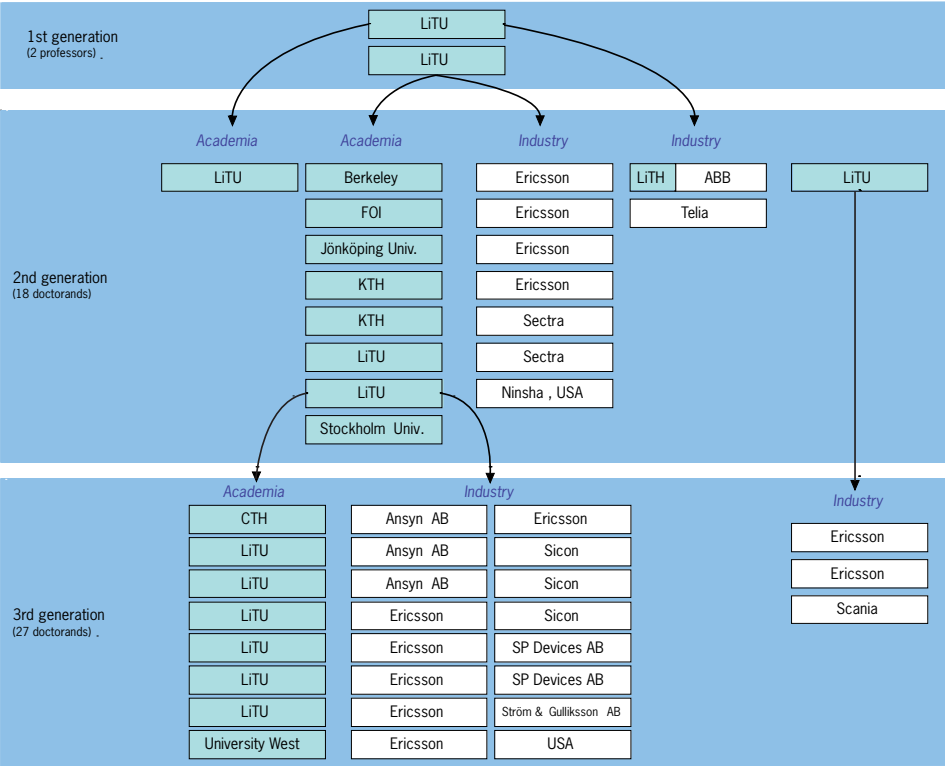 1st generation
(2 professors) .
LiTU
LiTU
Academia
Academia
Industry
Industry
LiTU
Berkeley
Ericsson
LiTH
ABB
LiTU
FOI
Ericsson
Telia
Jönköping Univ.
Ericsson
2nd generation
(18 doctorands)
KTH
Ericsson
KTH
Sectra
LiTU
Sectra
LiTU
Ninsha , USA
Stockholm Univ.
Academia
Industry
Industry
CTH
Ansyn AB
Ericsson
Ericsson
LiTU
Ansyn AB
Sicon
Ericsson
LiTU
Ansyn AB
Sicon
Scania
3rd generation
(27 doctorands) .
LiTU
Ericsson
Sicon
LiTU
Ericsson
SP Devices AB
LiTU
Ericsson
SP Devices AB
LiTU
Ericsson
Ström & Gulliksson AB
University West
Ericsson
USA